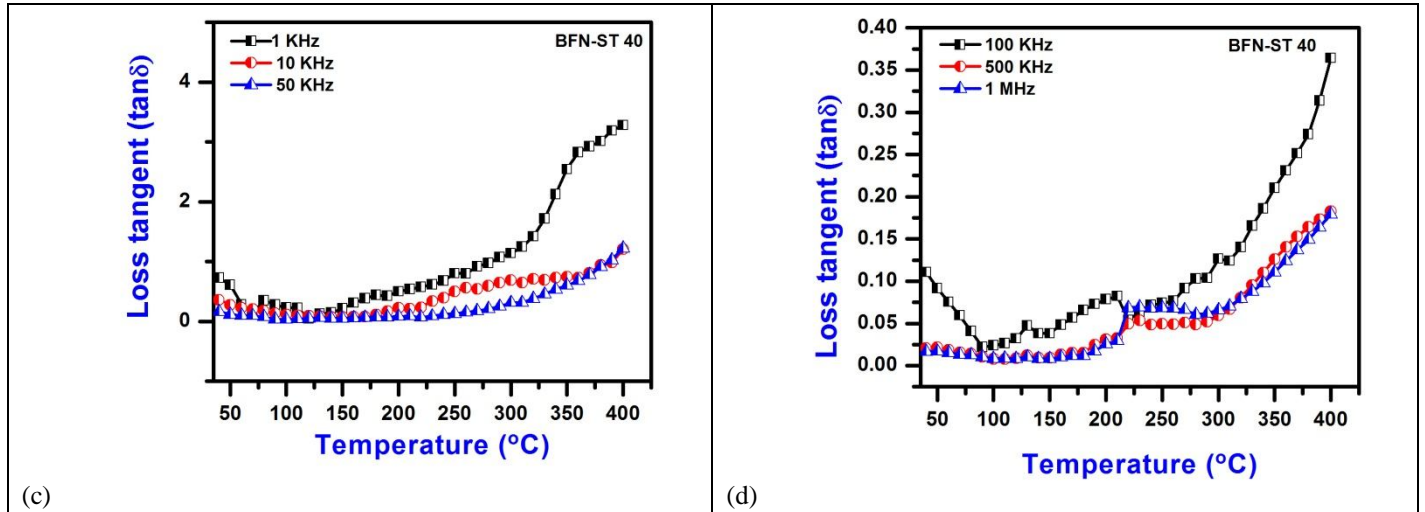 1 KHz
10 KHz
50 KHz
BFN-ST 40
Loss tangent (tanδ)
4
2
0
50 100 150 200 250 300 350 400
Temperature (°C)
(c)
100 KHz
500 KHz
1 MHz
BFN-ST 40
Loss tangent (tanδ)
0.40
0.35
0.30
0.25
0.20
0.15
0.10
0.05
0.00
50 100 150 200 250 300 350 400
Temperature (°C)
(d)